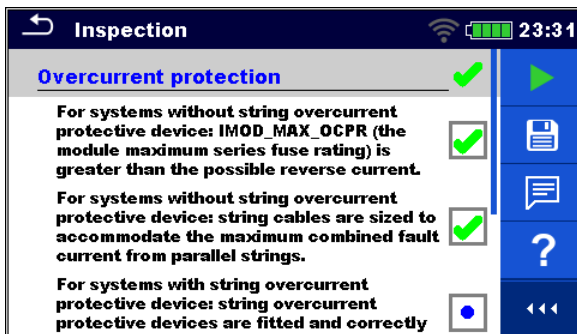 Inspection
23:31
Overcurrent protection
For systems without string overcurrent
protective device: IMOD_MAX_OCPR (the
module maximum series fuse rating) is
greater than the possible reverse current.
For systems without string overcurrent
protective device: string cables are sized to
accommodate the maximum combined fault
current from parallel strings.
For systems with string overcurrent
protective device: string overcurrent
protective devices are fitted and correctly
?